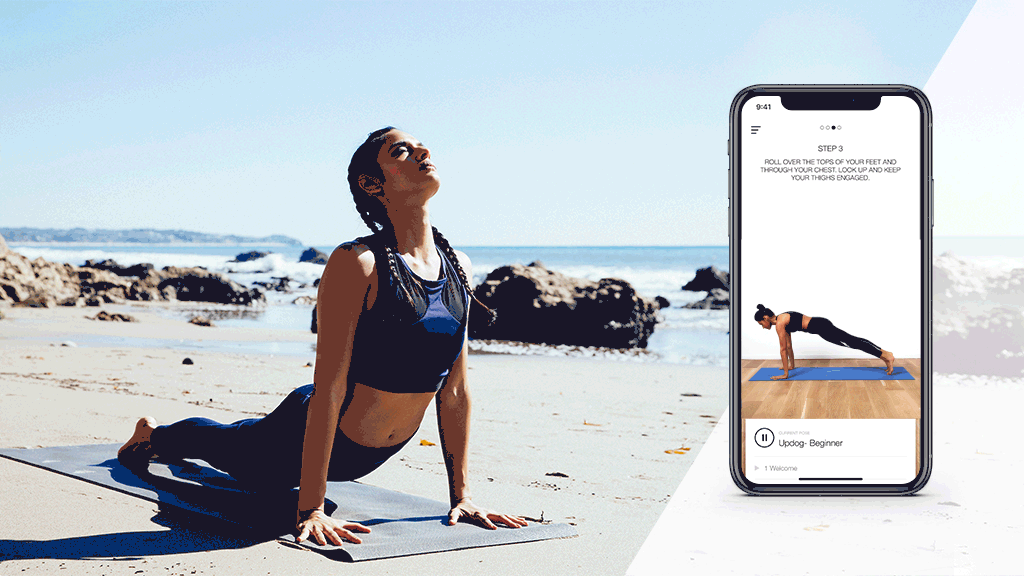 9:41
STEP 3
ROLL OVER THE TOPS OF YOUR FEET AND
THROUGH YOUR CHEST. LOOK UP AND KEEP
YOUR THIGHS ENGAGED.
CURRENT POSE
Updog- Beginner
1 Welcome